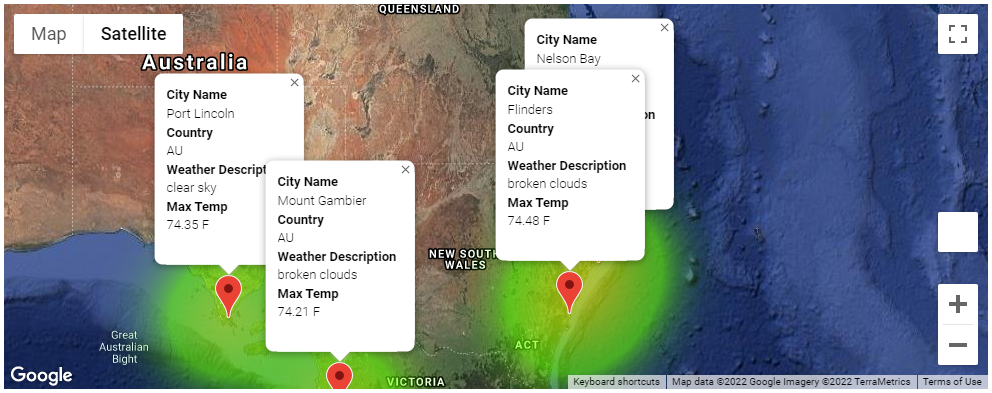 QUEENSLAND
Map
Satellite
Australia
City Name
Nelson Bay
on
City Name
Flinders
Country
AU
Weather Description
broken clouds
Max Temp
74.48 F
City Name
Port Lincoln
Country
AU
Weather Descript
clear sky
Max Temp
74.35 F
City Name
Mount Gambier
Country
AU
Weather Description
broken clouds
Max Temp
74.21 F
NEW SOUTH
WALES
Great
Australian
Bight
ACT
VICTORIA
Google
Keyboard shortcuts
Map data ©2022 Google Imagery ©2022 TerraMetrics
Terms of Use